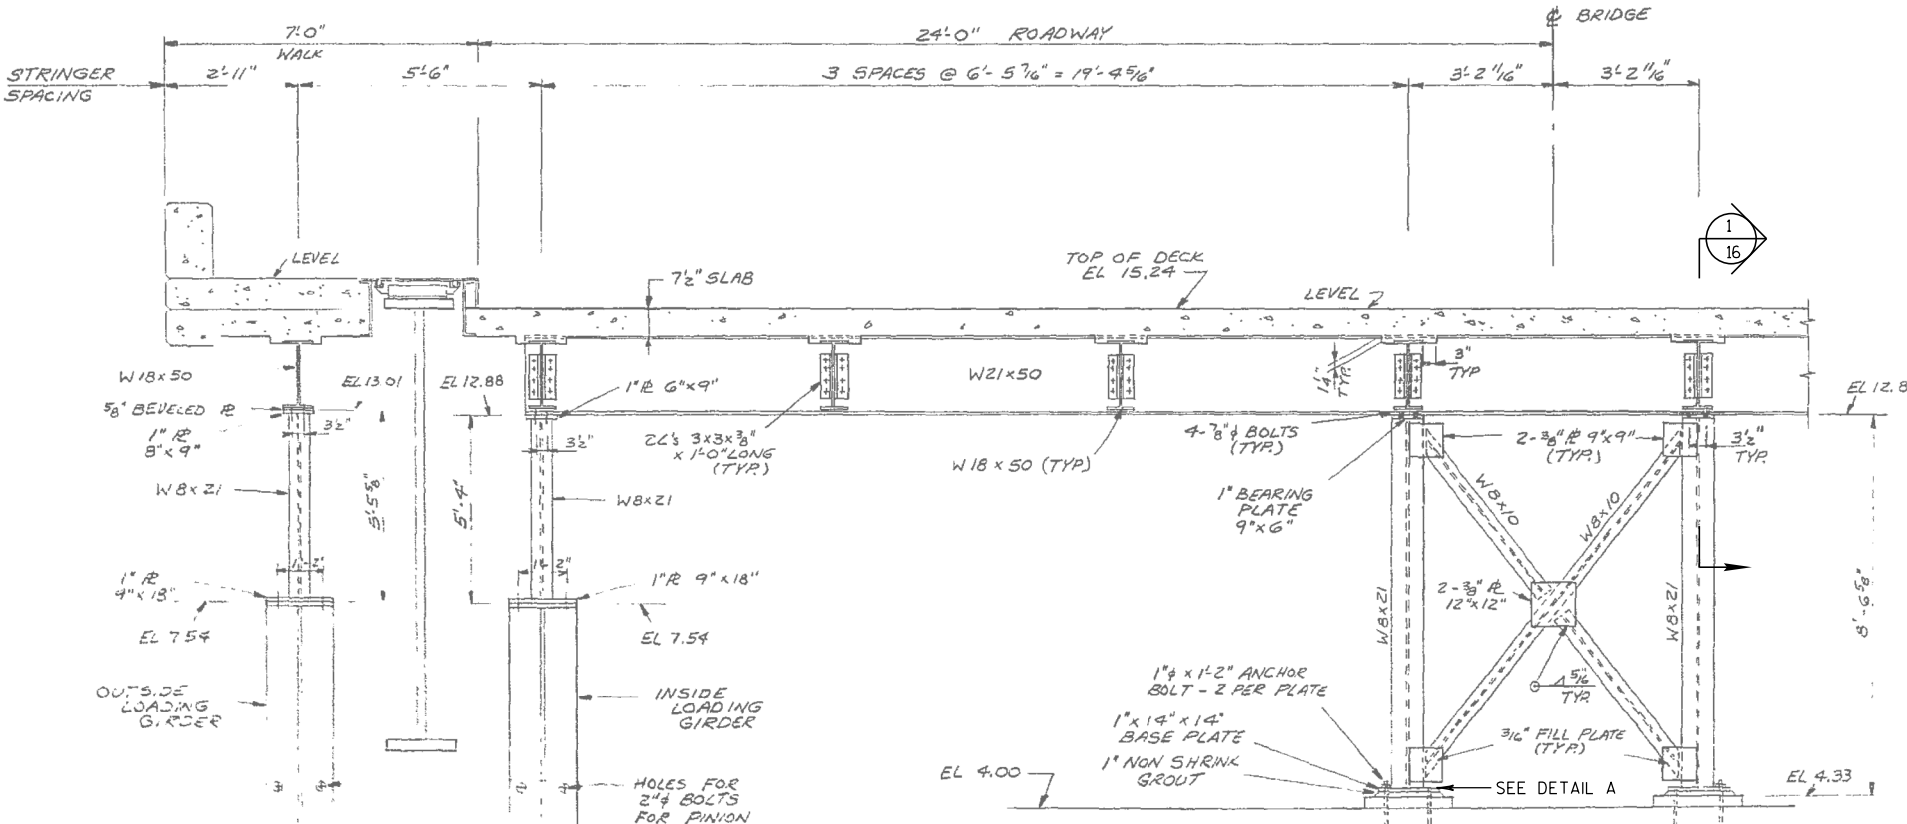 ℄ BRIDGE
7'-0"
WALK
24'-0" ROADWAY
STRINGER
SPACING
2'-11"
5'-6"
3 SPACES @ 6'-5 7/16" = 19'-4 5/16"
3'-2 11/16"
3'-2 11/16"
1
16
LEVEL
7½" SLAB
TOP OF DECK
EL 15.24
LEVEL
W18x50
EL 13.01
EL 12.88
1" ℞ 6"x9"
W21x50
1¼"
TYP.
3"
TYP
EL 12.8
5/8" BEVELED ℞
1" ℞
8"x9"
3½"
3½"
2L's 3x3x3/8"
x 1'-0" LONG
(TYP.)
W 18 x 50 (TYP.)
4-7/8"φ BOLTS
(TYP.)
2-3/8" ℞ 9"x9"
(TYP.)
3½"
TYP.
W8x21
5'-5 5/8"
5'-4"
W8x21
1" BEARING
PLATE
9"x6"
W8x10
W8x10
1'-2"
1'-2"
1" ℞
9"x18"
1" ℞ 9"x18"
2-3/8" ℞
12"x12"
W8x21
W8x21
8'-6 5/8"
EL 7.54
EL 7.54
OUTSIDE
LOADING
GIRDER
INSIDE
LOADING
GIRDER
1"φ x 1'-2" ANCHOR
BOLT - 2 PER PLATE
5/16
TYP.
1" x 14" x 14"
BASE PLATE
3/16" FILL PLATE
(TYP.)
1" NON SHRINK
GROUT
EL 4.00
SEE DETAIL A
EL 4.33
HOLES FOR
2"φ BOLTS
FOR PINION